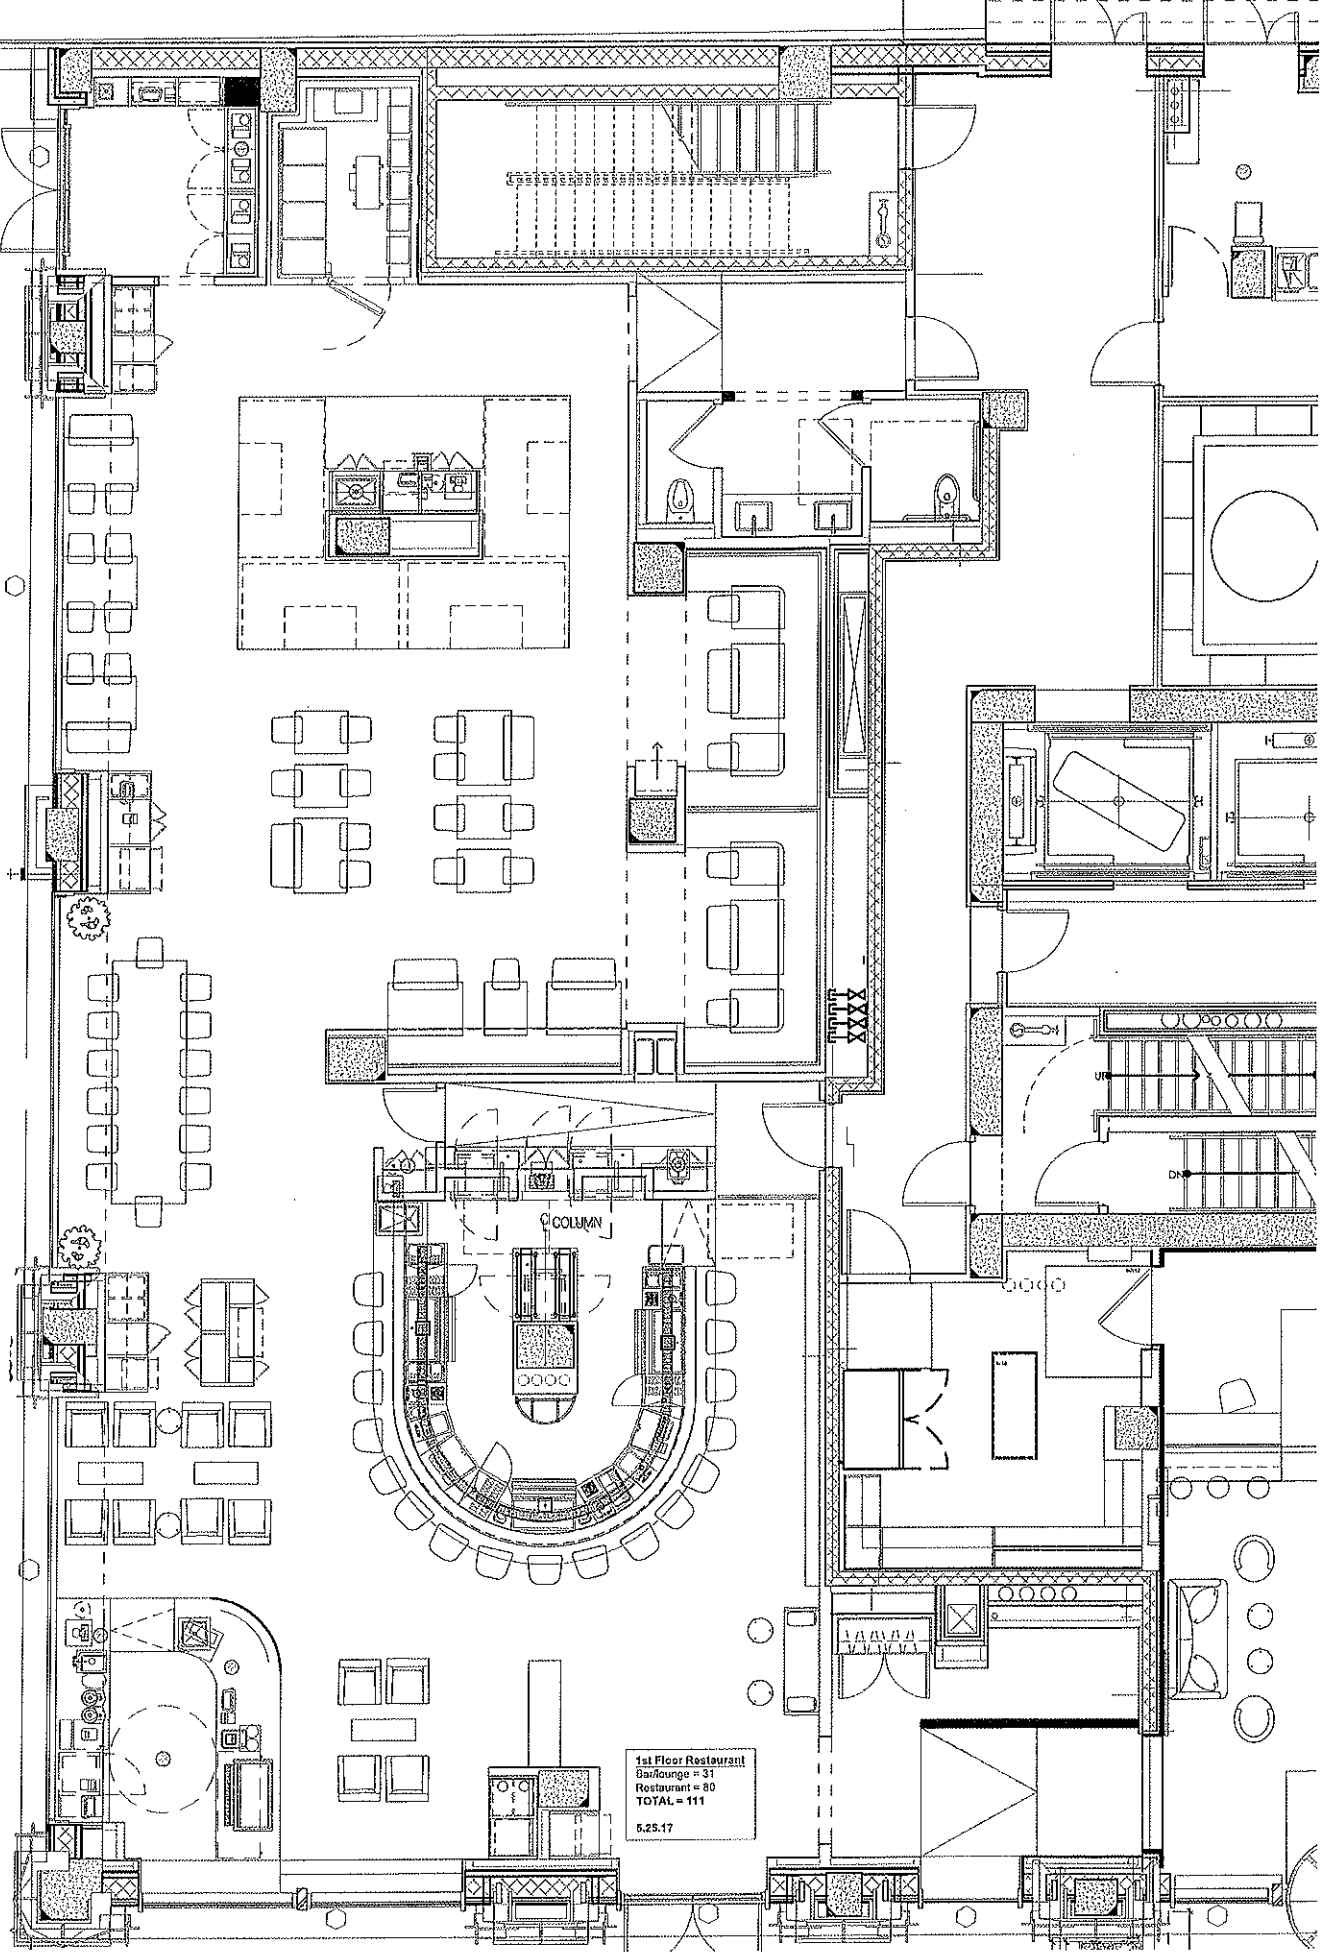 UP
DN
℄ COLUMN
1st Floor Restaurant
Bar/lounge = 31
Restaurant = 80
TOTAL = 111
5.25.17